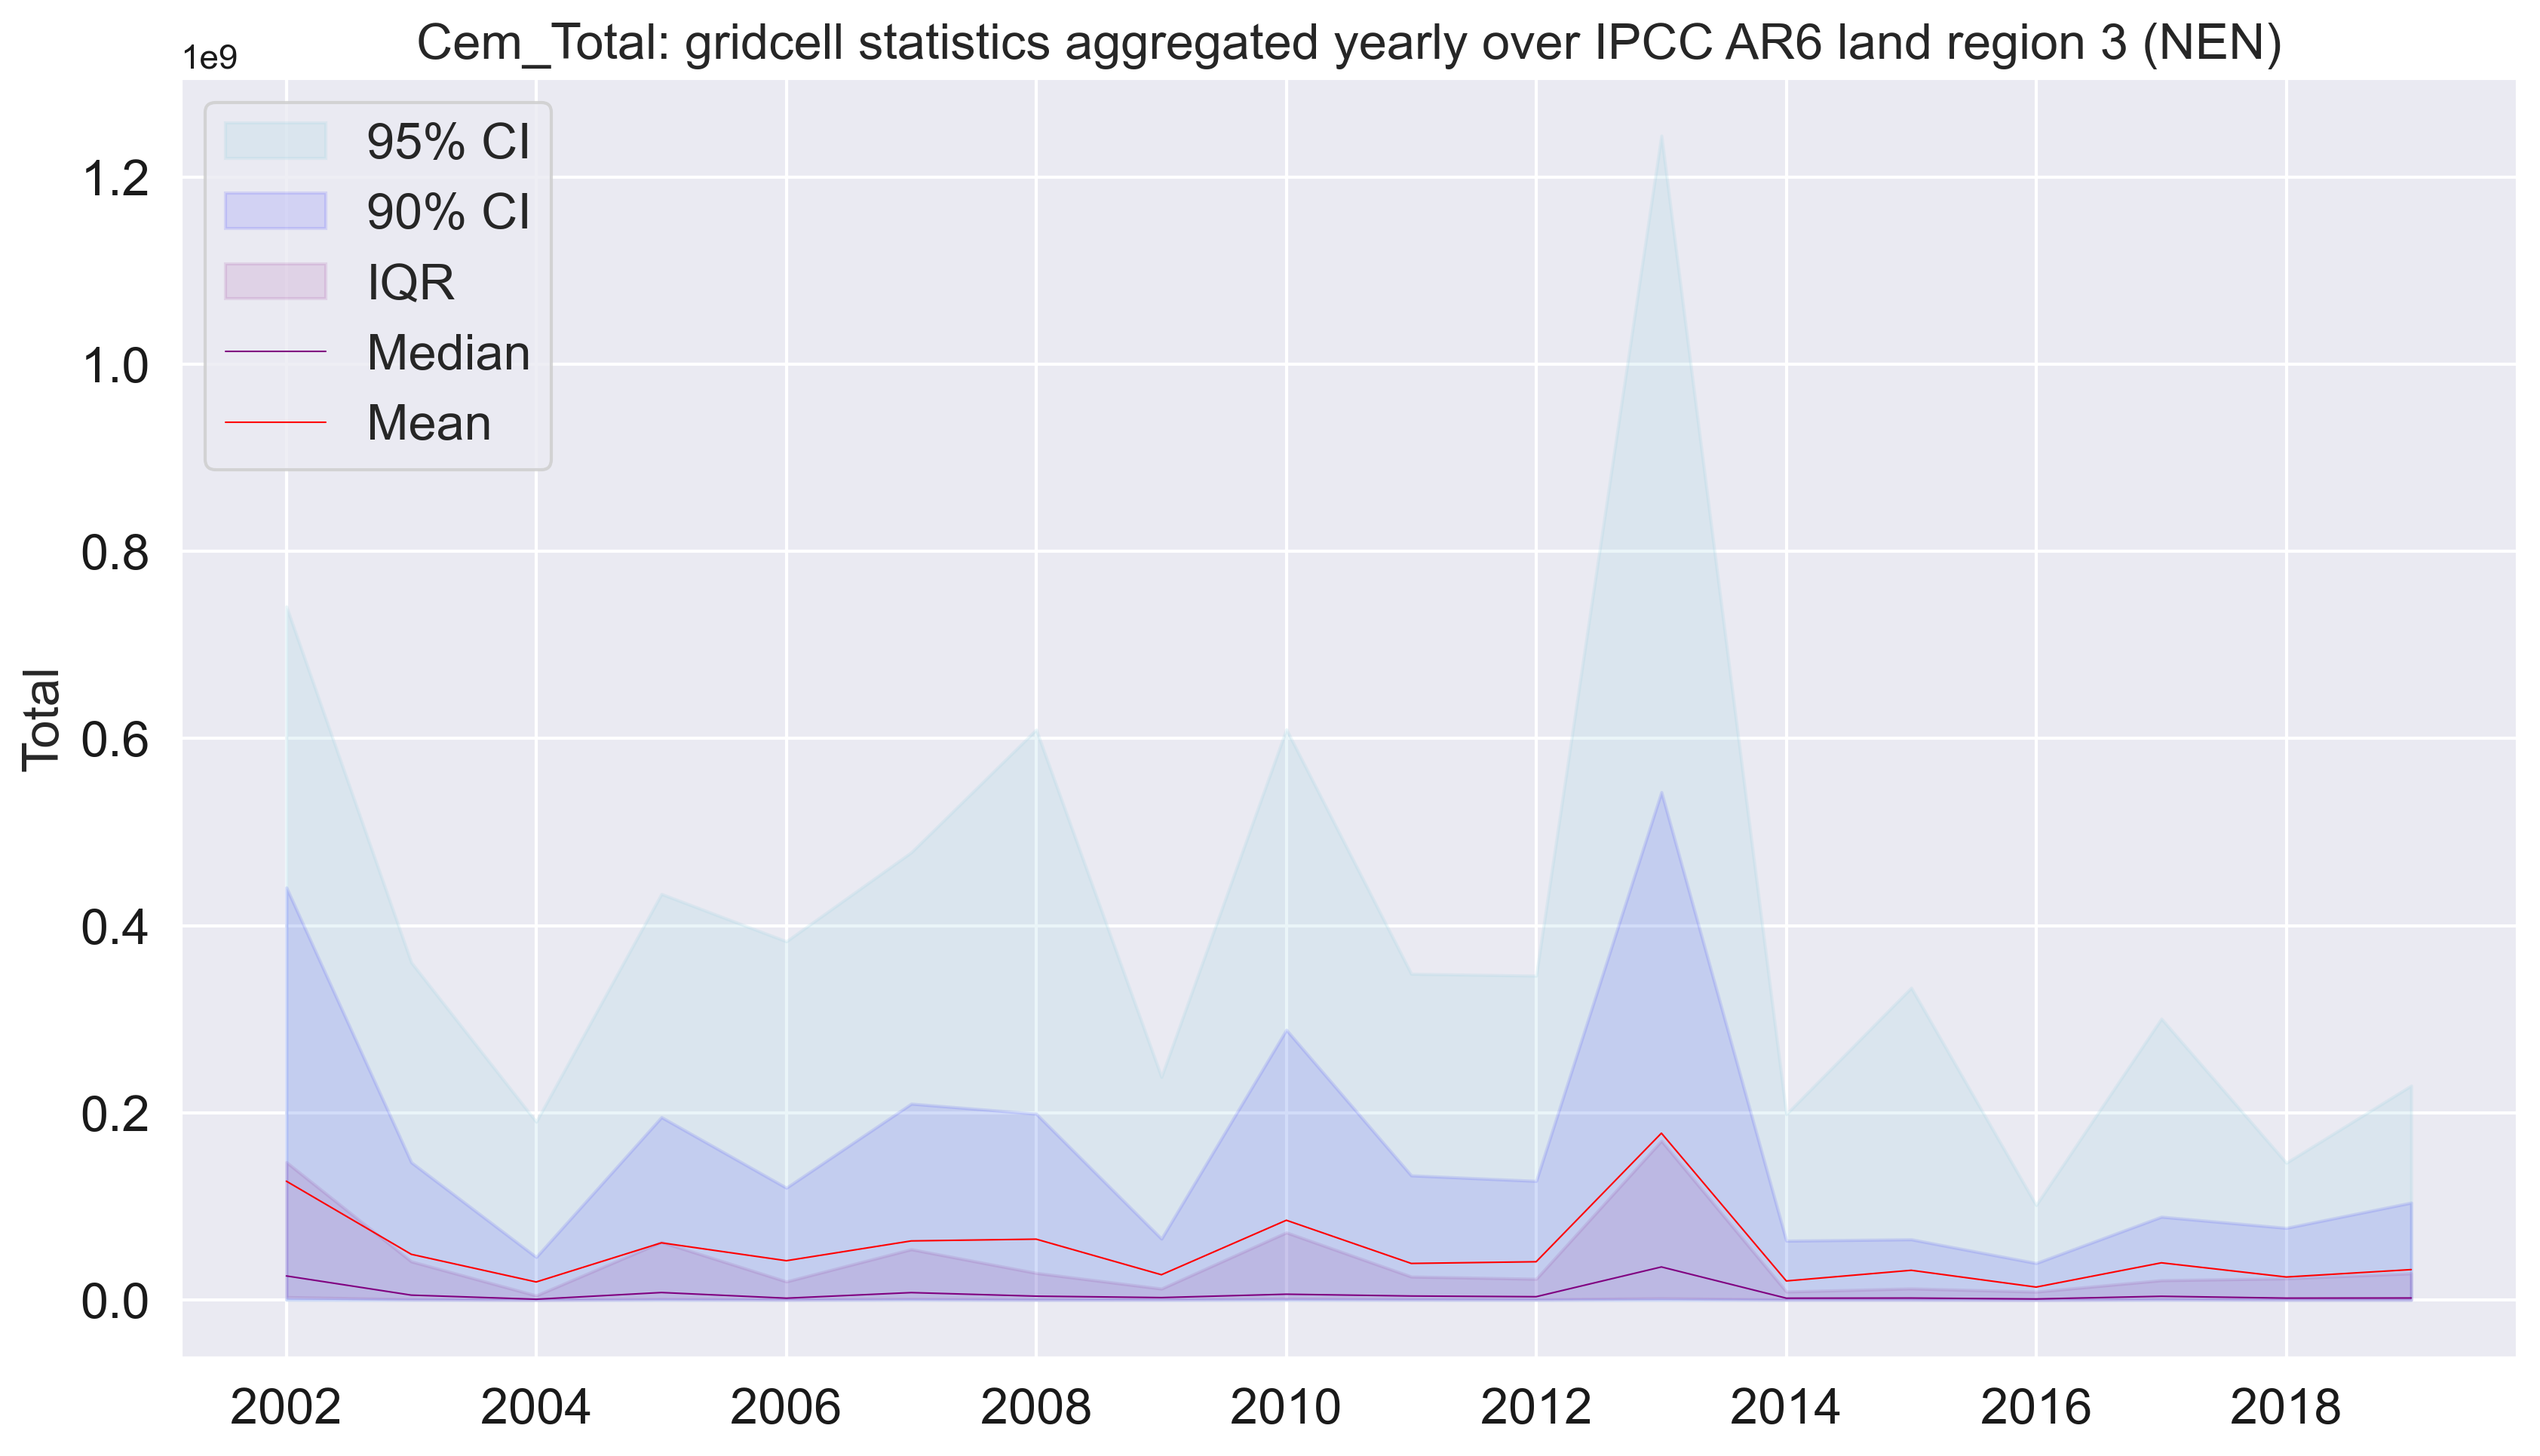 Cem_Total: gridcell statistics aggregated yearly over IPCC AR6 land region 3 (NEN)
1e9
95% CI
90% CI
IQR
Median
Mean
1.2
1.0
0.8
0.6
0.4
0.2
0.0
Total
2002 2004 2006 2008 2010 2012 2014 2016 2018